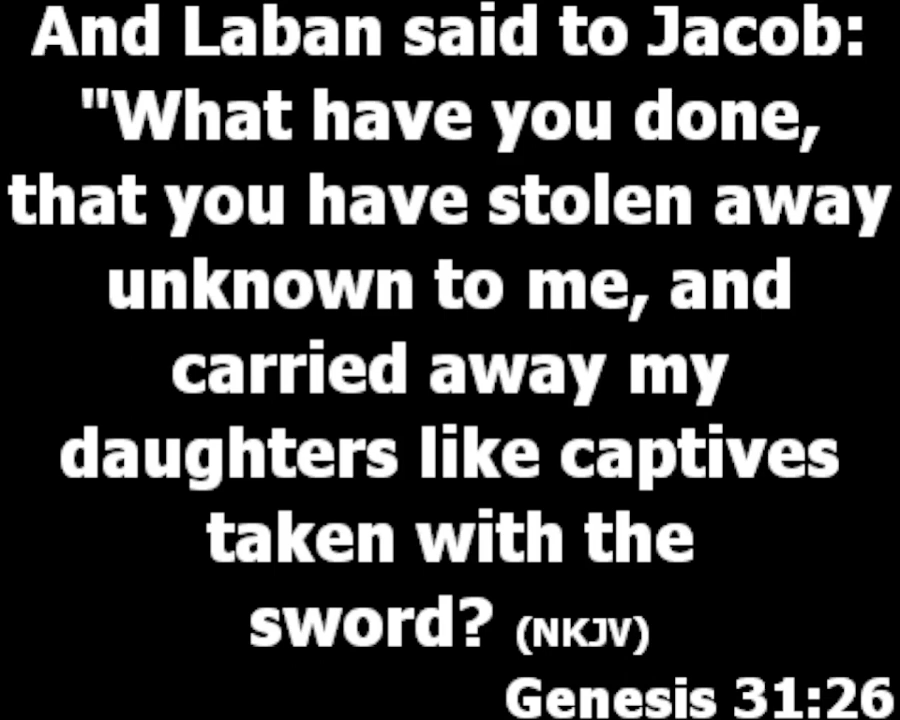 And Laban said to Jacob:
"What have you done,
that you have stolen away
unknown to me, and
carried away my
daughters like captives
taken with the
sword? (NKJV)
Genesis 31:26